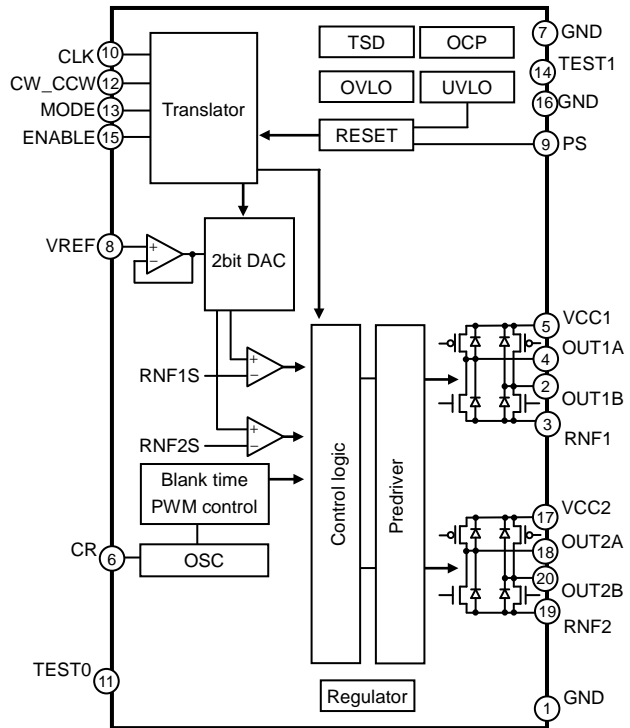 CLK 10
CW_CCW 12
MODE 13
ENABLE 15
Translator
TSD
OCP
OVLO
UVLO
RESET
7 GND
14 TEST1
16 GND
9 PS
VREF 8
+
−
2bit DAC
RNF1S
+
−
RNF2S
+
−
Blank time
PWM control
CR 6
OSC
Control logic
Predriver
5 VCC1
4 OUT1A
2 OUT1B
3 RNF1
17 VCC2
18 OUT2A
20 OUT2B
19 RNF2
TEST0 11
Regulator
1 GND